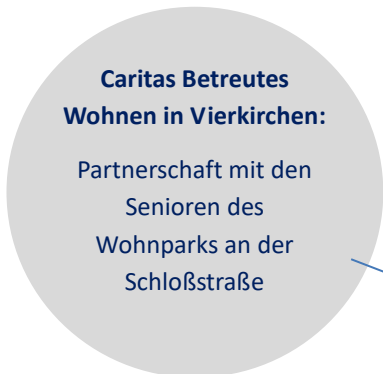 Caritas Betreutes
Wohnen in Vierkirchen:
Partnerschaft mit den
Senioren des
Wohnparks an der
Schloßstraße